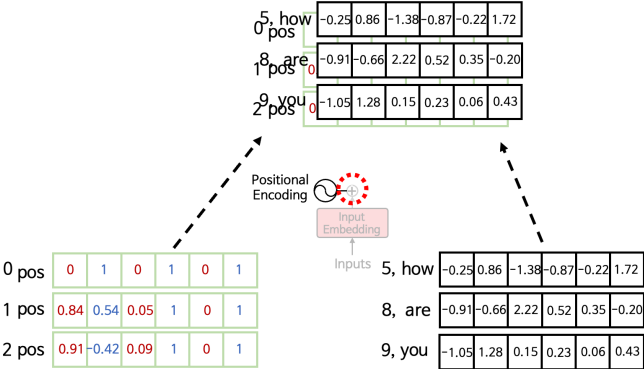 5, how −0.25 0.86 −1.38 −0.87 −0.22 1.72
0 pos
8, are −0.91 −0.66 2.22 0.52 0.35 −0.20
1 pos 0
9, you −1.05 1.28 0.15 0.23 0.06 0.43
2 pos 0
Positional
Encoding
Input
Embedding
Inputs
0 pos 0 1 0 1 0 1
1 pos 0.84 0.54 0.05 1 0 1
2 pos 0.91 −0.42 0.09 1 0 1
5, how −0.25 0.86 −1.38 −0.87 −0.22 1.72
8, are −0.91 −0.66 2.22 0.52 0.35 −0.20
9, you −1.05 1.28 0.15 0.23 0.06 0.43